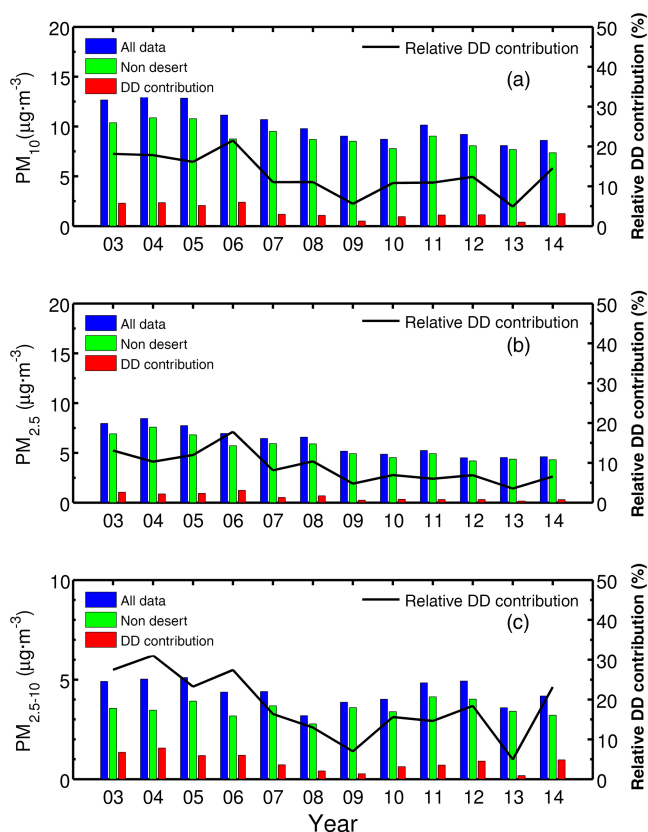 PM10(µg·m-3)
20
15
10
5
0
All data
Non desert
DD contribution
Relative DD contribution
(a)
50
40
30
20
10
0
Relative DD contribution (%)
03 04 05 06 07 08 09 10 11 12 13 14
PM2.5 (µg·m-3)
20
15
10
5
0
All data
Non desert
DD contribution
Relative DD contribution
(b)
50
40
30
20
10
0
Relative DD contribution (%)
03 04 05 06 07 08 09 10 11 12 13 14
PM2.5-10 (µg·m-3)
10
5
0
All data
Non desert
DD contribution
Relative DD contribution
(c)
50
40
30
20
10
0
Relative DD contribution (%)
03 04 05 06 07 08 09 10 11 12 13 14
Year